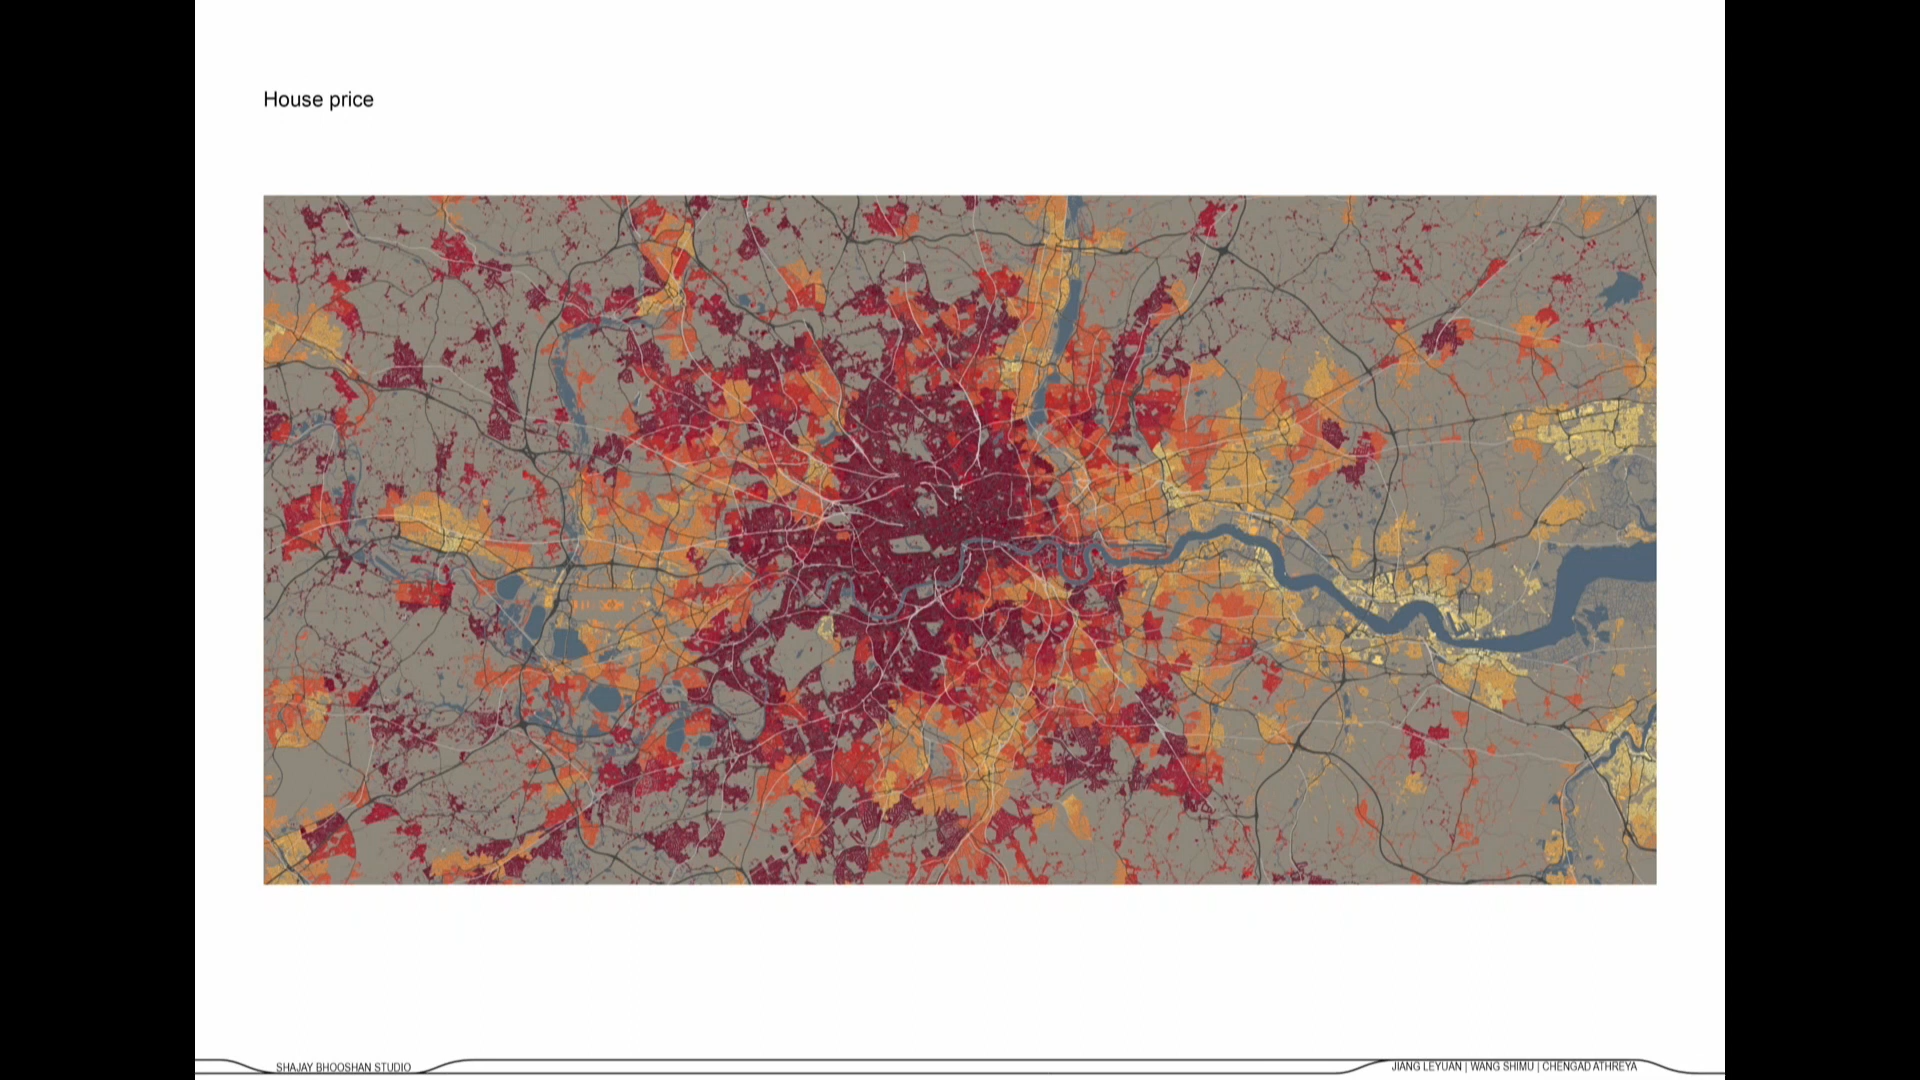 House price
SHAJAY BHOOSHAN STUDIO
JIANG LEYUAN | WANG SHIMU | CHENGAD ATHREYA